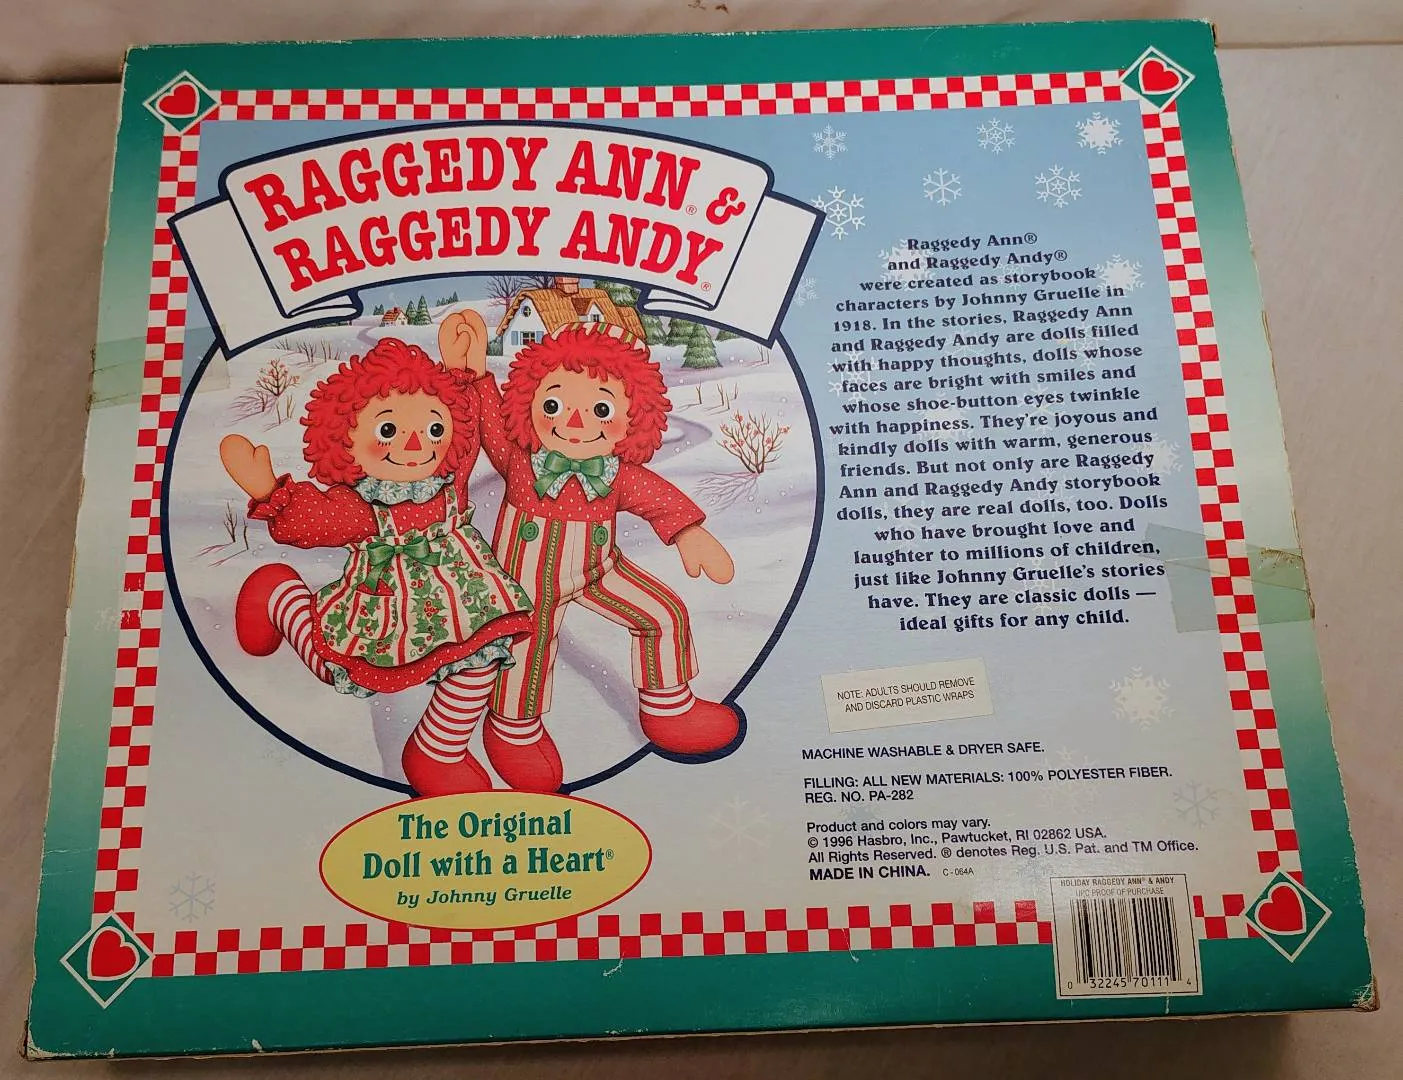 RAGGEDY ANN® &
RAGGEDY ANDY®
Raggedy Ann®
and Raggedy Andy®
were created as storybook
characters by Johnny Gruelle in
1918. In the stories, Raggedy Ann
and Raggedy Andy are dolls filled
with happy thoughts, dolls whose
faces are bright with smiles and
whose shoe-button eyes twinkle
with happiness. They're joyous and
kindly dolls with warm, generous
friends. But not only are Raggedy
Ann and Raggedy Andy storybook
dolls, they are real dolls, too. Dolls
who have brought love and
laughter to millions of children,
just like Johnny Gruelle's stories
have. They are classic dolls —
ideal gifts for any child.
NOTE: ADULTS SHOULD REMOVE
AND DISCARD PLASTIC WRAPS
MACHINE WASHABLE & DRYER SAFE.
FILLING: ALL NEW MATERIALS: 100% POLYESTER FIBER.
REG. NO. PA-282
Product and colors may vary.
© 1996 Hasbro, Inc., Pawtucket, RI 02862 USA.
All Rights Reserved. ® denotes Reg. U.S. Pat. and TM Office.
MADE IN CHINA. C-064A
The Original
Doll with a Heart®
by Johnny Gruelle
HOLIDAY RAGGEDY ANN® & ANDY
UPC PROOF OF PURCHASE
0 32245 70111 4